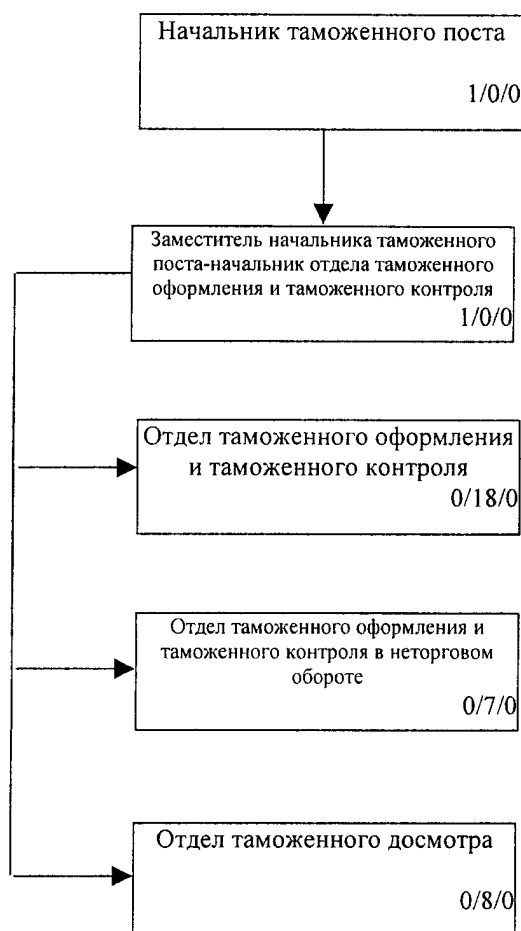 Начальник таможенного поста
1/0/0
Заместитель начальника таможенного
поста-начальник отдела таможенного
оформления и таможенного контроля
1/0/0
Отдел таможенного оформления
и таможенного контроля
0/18/0
Отдел таможенного оформления и
таможенного контроля в неторговом
обороте
0/7/0
Отдел таможенного досмотра
0/8/0